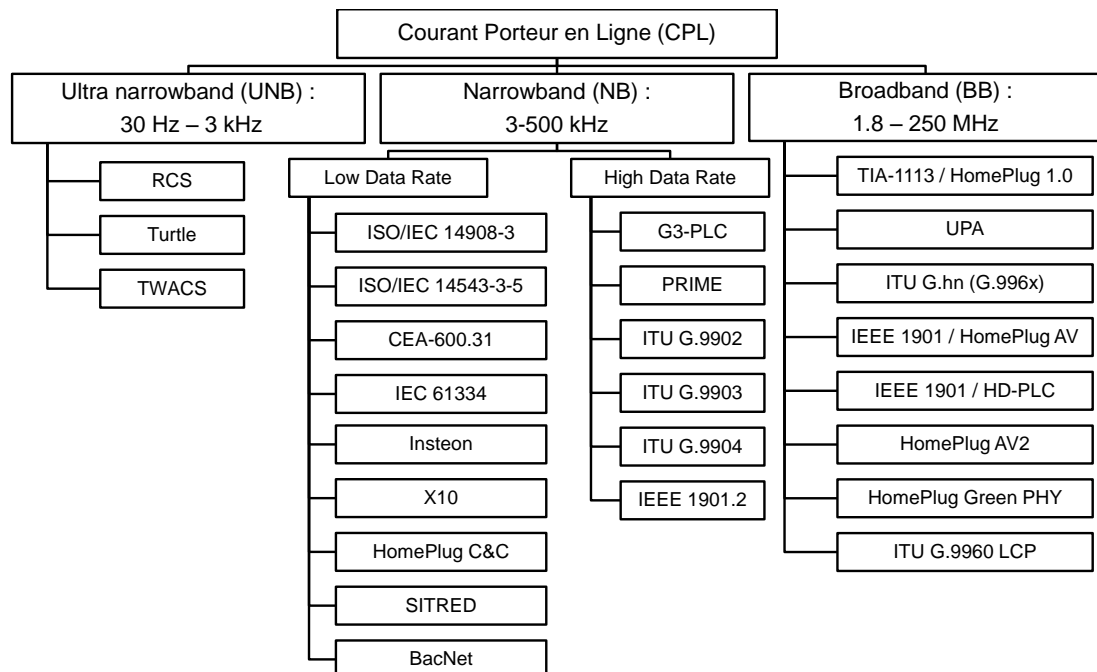 Courant Porteur en Ligne (CPL)
Ultra narrowband (UNB) :
30 Hz – 3 kHz
RCS
Turtle
TWACS
Narrowband (NB) :
3-500 kHz
Low Data Rate
ISO/IEC 14908-3
ISO/IEC 14543-3-5
CEA-600.31
IEC 61334
Insteon
X10
HomePlug C&C
SITRED
BacNet
High Data Rate
G3-PLC
PRIME
ITU G.9902
ITU G.9903
ITU G.9904
IEEE 1901.2
Broadband (BB) :
1.8 – 250 MHz
TIA-1113 / HomePlug 1.0
UPA
ITU G.hn (G.996x)
IEEE 1901 / HomePlug AV
IEEE 1901 / HD-PLC
HomePlug AV2
HomePlug Green PHY
ITU G.9960 LCP